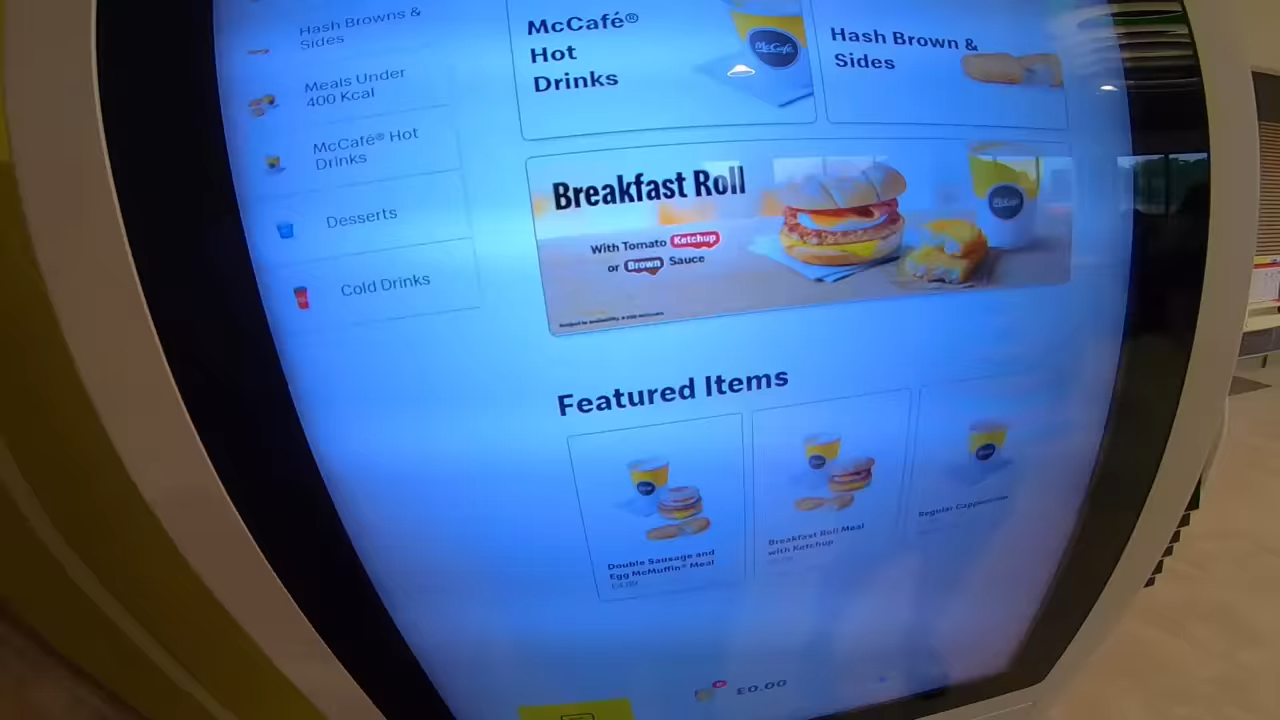 Hash Browns &
Sides
Meals Under
400 Kcal
McCafé® Hot
Drinks
Desserts
Cold Drinks
McCafé®
Hot
Drinks
McCafé
Hash Brown &
Sides
Breakfast Roll
With Tomato Ketchup
or Brown Sauce
McCafé
Featured Items
Double Sausage and
Egg McMuffin® Meal
Breakfast Roll Meal
with Ketchup
Regular Cappuccino
£0.00